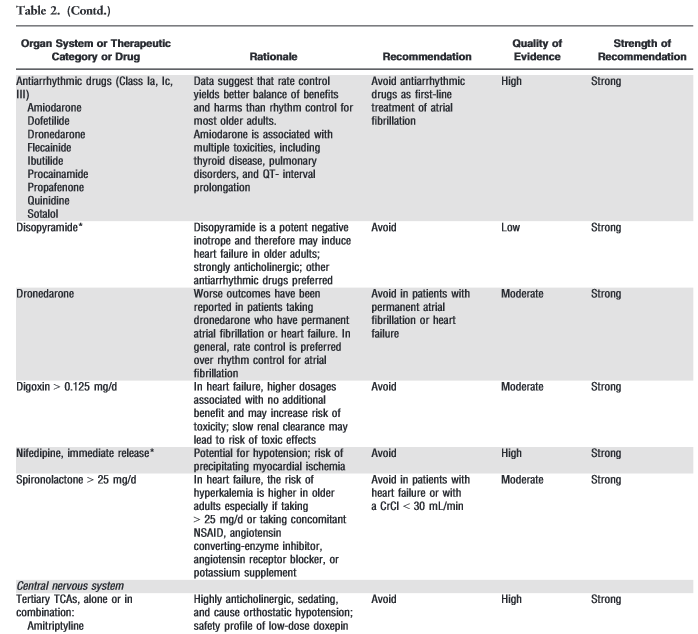 Table 2. (Contd.)
Organ System or Therapeutic Category or Drug
Rationale
Recommendation
Quality of Evidence
Strength of Recommendation
Antiarrhythmic drugs (Class Ia, Ic,
III)
Amiodarone
Dofetilide
Dronedarone
Flecainide
Ibutilide
Procainamide
Propafenone
Quinidine
Sotalol
Data suggest that rate control
yields better balance of benefits
and harms than rhythm control for
most older adults.
Amiodarone is associated with
multiple toxicities, including
thyroid disease, pulmonary
disorders, and QT- interval
prolongation
Avoid antiarrhythmic
drugs as first-line
treatment of atrial
fibrillation
High
Strong
Disopyramide*
Disopyramide is a potent negative
inotrope and therefore may induce
heart failure in older adults;
strongly anticholinergic; other
antiarrhythmic drugs preferred
Avoid
Low
Strong
Dronedarone
Worse outcomes have been
reported in patients taking
dronedarone who have permanent
atrial fibrillation or heart failure. In
general, rate control is preferred
over rhythm control for atrial
fibrillation
Avoid in patients with
permanent atrial
fibrillation or heart
failure
Moderate
Strong
Digoxin > 0.125 mg/d
In heart failure, higher dosages
associated with no additional
benefit and may increase risk of
toxicity; slow renal clearance may
lead to risk of toxic effects
Avoid
Moderate
Strong
Nifedipine, immediate release*
Potential for hypotension; risk of
precipitating myocardial ischemia
Avoid
High
Strong
Spironolactone > 25 mg/d
In heart failure, the risk of
hyperkalemia is higher in older
adults especially if taking
> 25 mg/d or taking concomitant
NSAID, angiotensin
converting-enzyme inhibitor,
angiotensin receptor blocker, or
potassium supplement
Avoid in patients with
heart failure or with
a CrCl < 30 mL/min
Moderate
Strong
Central nervous system
Tertiary TCAs, alone or in
combination:
Amitriptyline
Highly anticholinergic, sedating,
and cause orthostatic hypotension;
safety profile of low-dose doxepin
Avoid
High
Strong